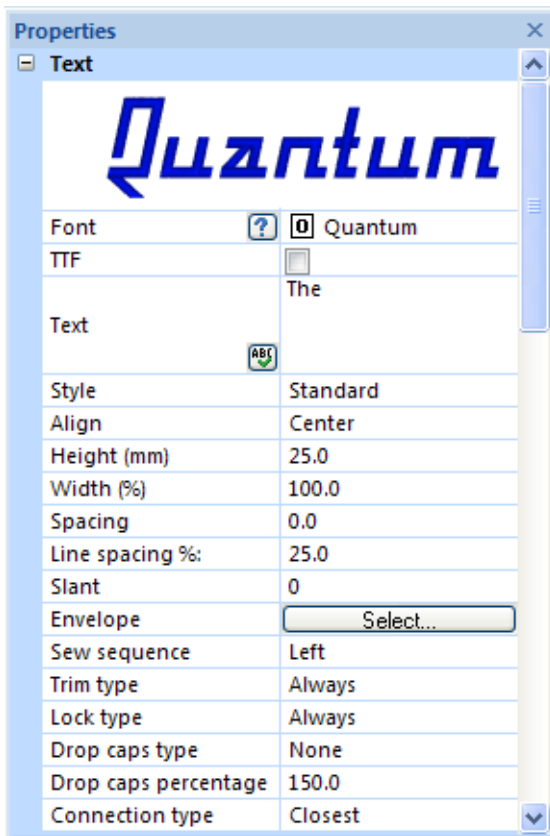 Properties
Text
Quantum
Font ? O Quantum
TTF
Text The
ABC
Style Standard
Align Center
Height (mm) 25.0
Width (%) 100.0
Spacing 0.0
Line spacing %: 25.0
Slant 0
Envelope Select...
Sew sequence Left
Trim type Always
Lock type Always
Drop caps type None
Drop caps percentage 150.0
Connection type Closest